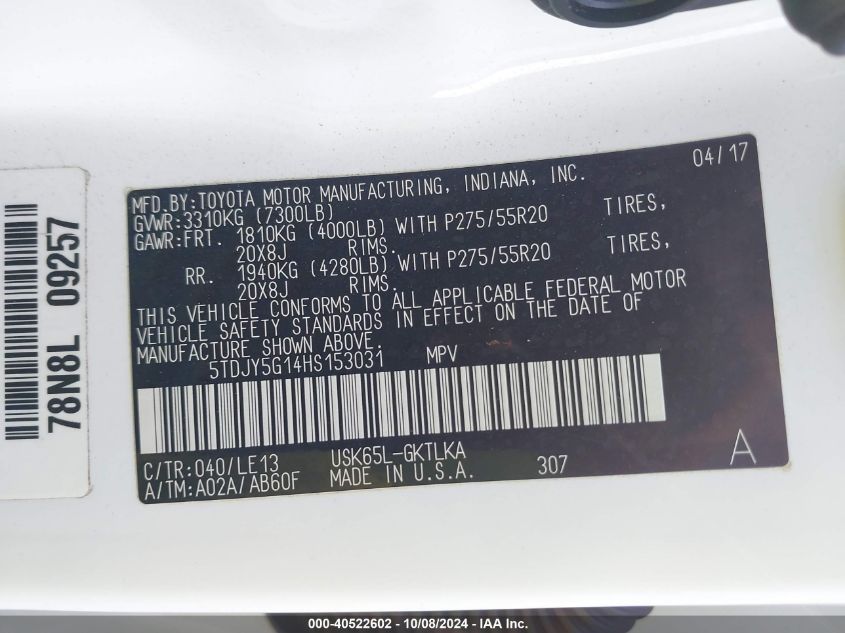 78N8L 09257
04/17
MFD.BY:TOYOTA MOTOR MANUFACTURING, INDIANA, INC.
GVWR:3310KG (7300LB)
GAWR:FRT. 1810KG (4000LB) WITH P275/55R20 TIRES,
20X8J RIMS.
RR. 1940KG (4280LB) WITH P275/55R20 TIRES,
20X8J RIMS.
THIS VEHICLE CONFORMS TO ALL APPLICABLE FEDERAL MOTOR
VEHICLE SAFETY STANDARDS IN EFFECT ON THE DATE OF
MANUFACTURE SHOWN ABOVE.
5TDJY5G14HS153031 MPV
C/TR:040/LE13 USK65L-GKTLKA
A/TM:A02A/AB60F MADE IN U.S.A. 307 A
000-40522602 - 10/08/2024 - IAA Inc.